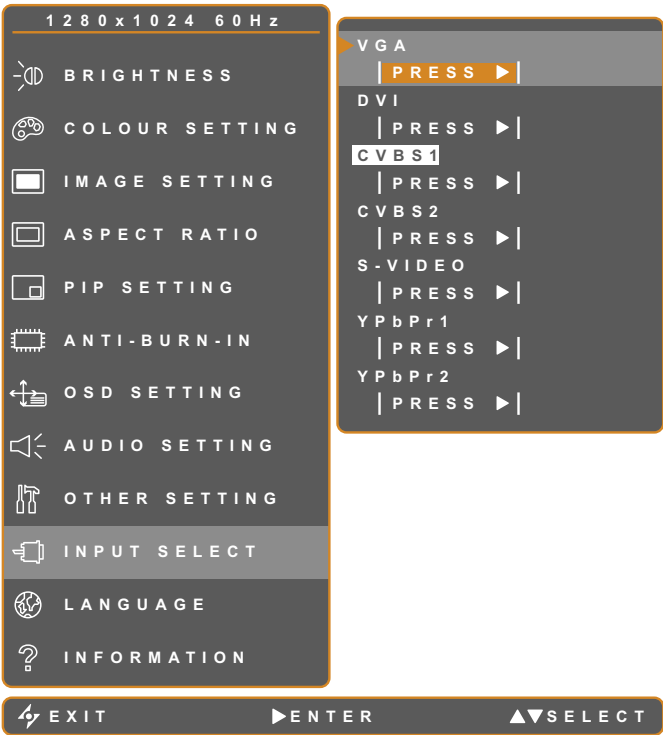 1280x1024 60Hz
BRIGHTNESS
COLOUR SETTING
IMAGE SETTING
ASPECT RATIO
PIP SETTING
ANTI-BURN-IN
OSD SETTING
AUDIO SETTING
OTHER SETTING
INPUT SELECT
LANGUAGE
INFORMATION
VGA
PRESS
DVI
PRESS
CVBS1
PRESS
CVBS2
PRESS
S-VIDEO
PRESS
YPbPr1
PRESS
YPbPr2
PRESS
EXIT ENTER SELECT